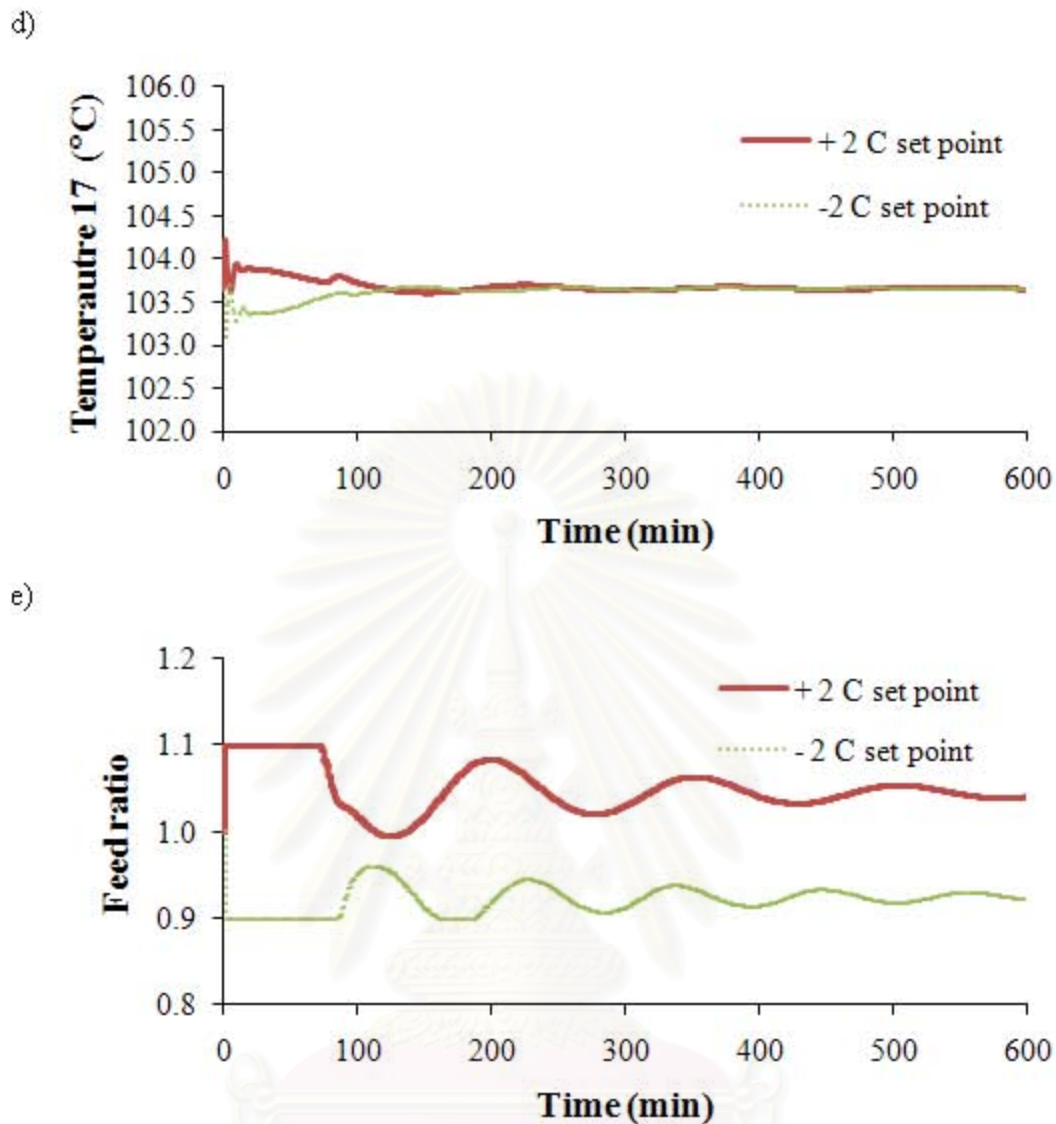 d)
Temperautre 17 (°C)
106.0
105.5
105.0
104.5
104.0
103.5
103.0
102.5
102.0
+ 2 C set point
-2 C set point
0 100 200 300 400 500 600
Time (min)
e)
Feed ratio
1.2
1.1
1.0
0.9
0.8
+ 2 C set point
- 2 C set point
0 100 200 300 400 500 600
Time (min)